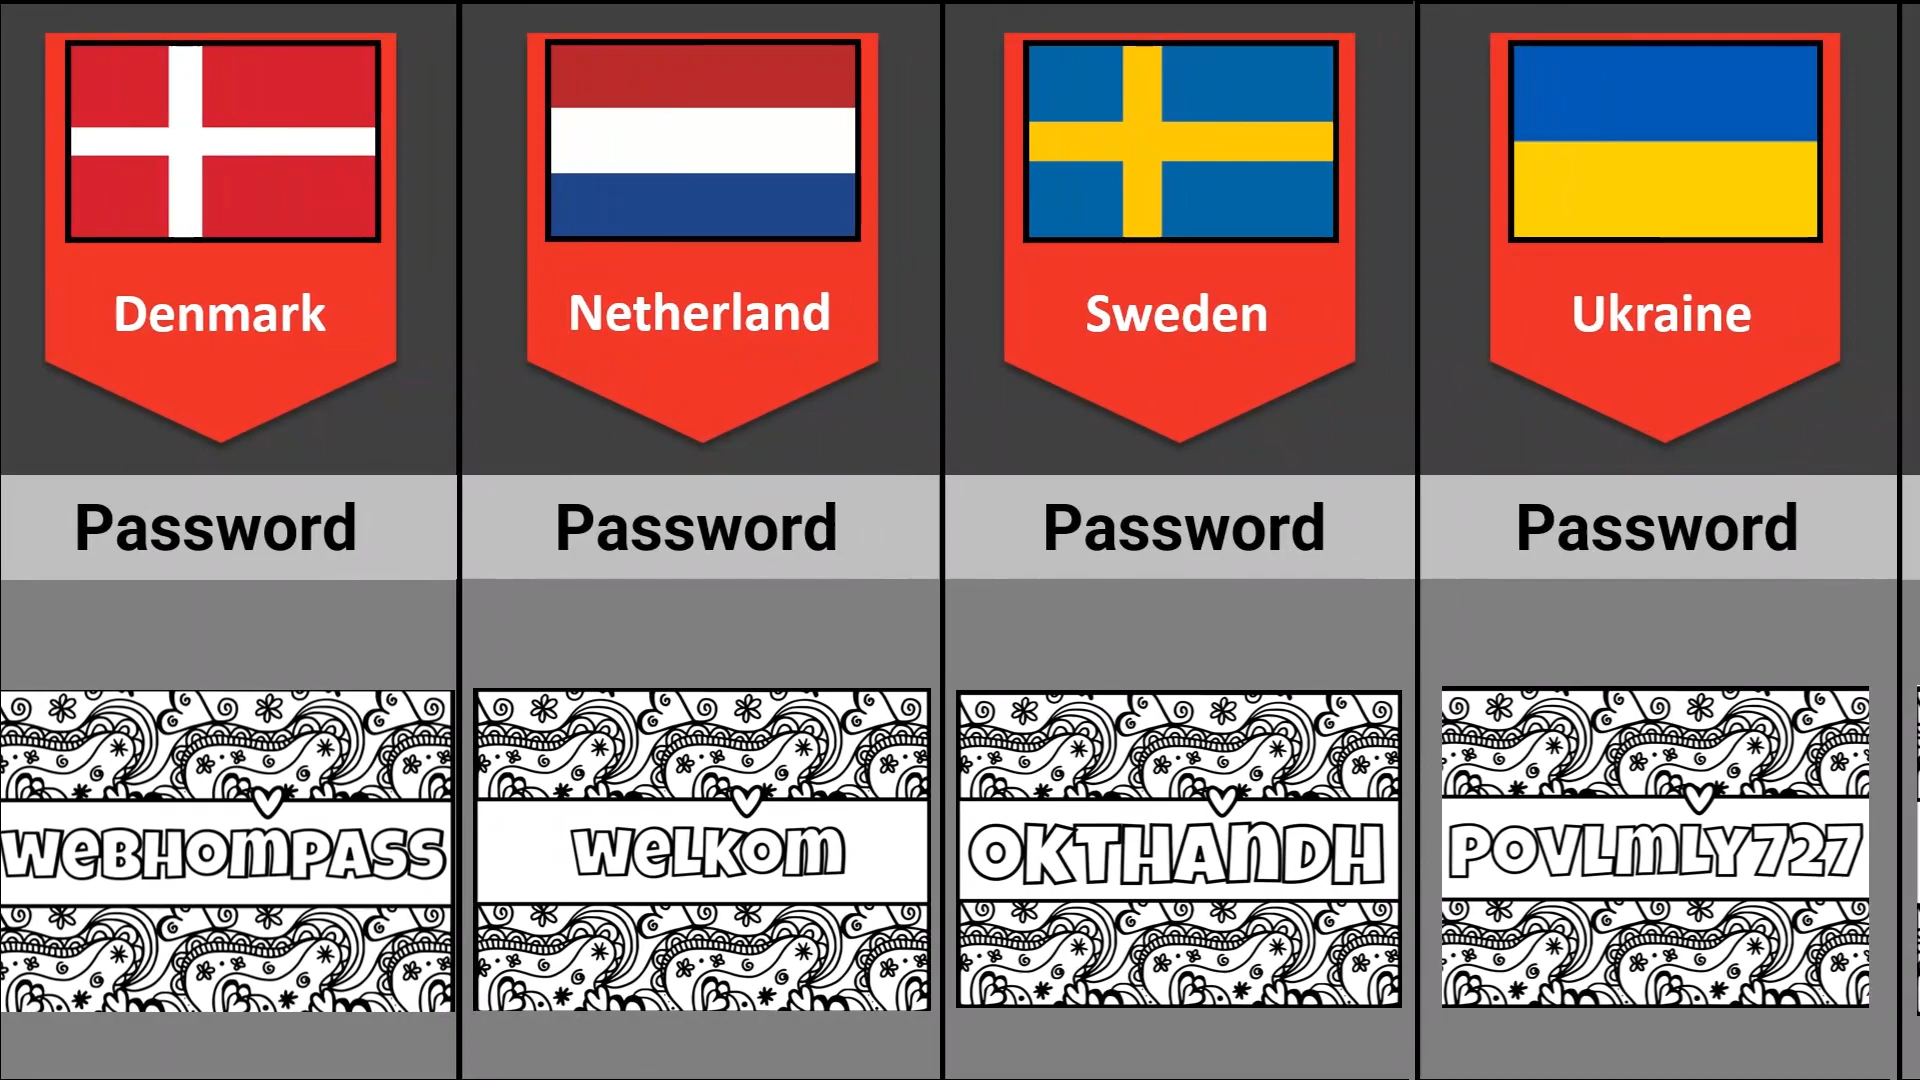 Denmark
Netherland
Sweden
Ukraine
Password
Password
Password
Password
WeBHOmPASS
WeLKOm
OKTHAnDH
POVLmLY727